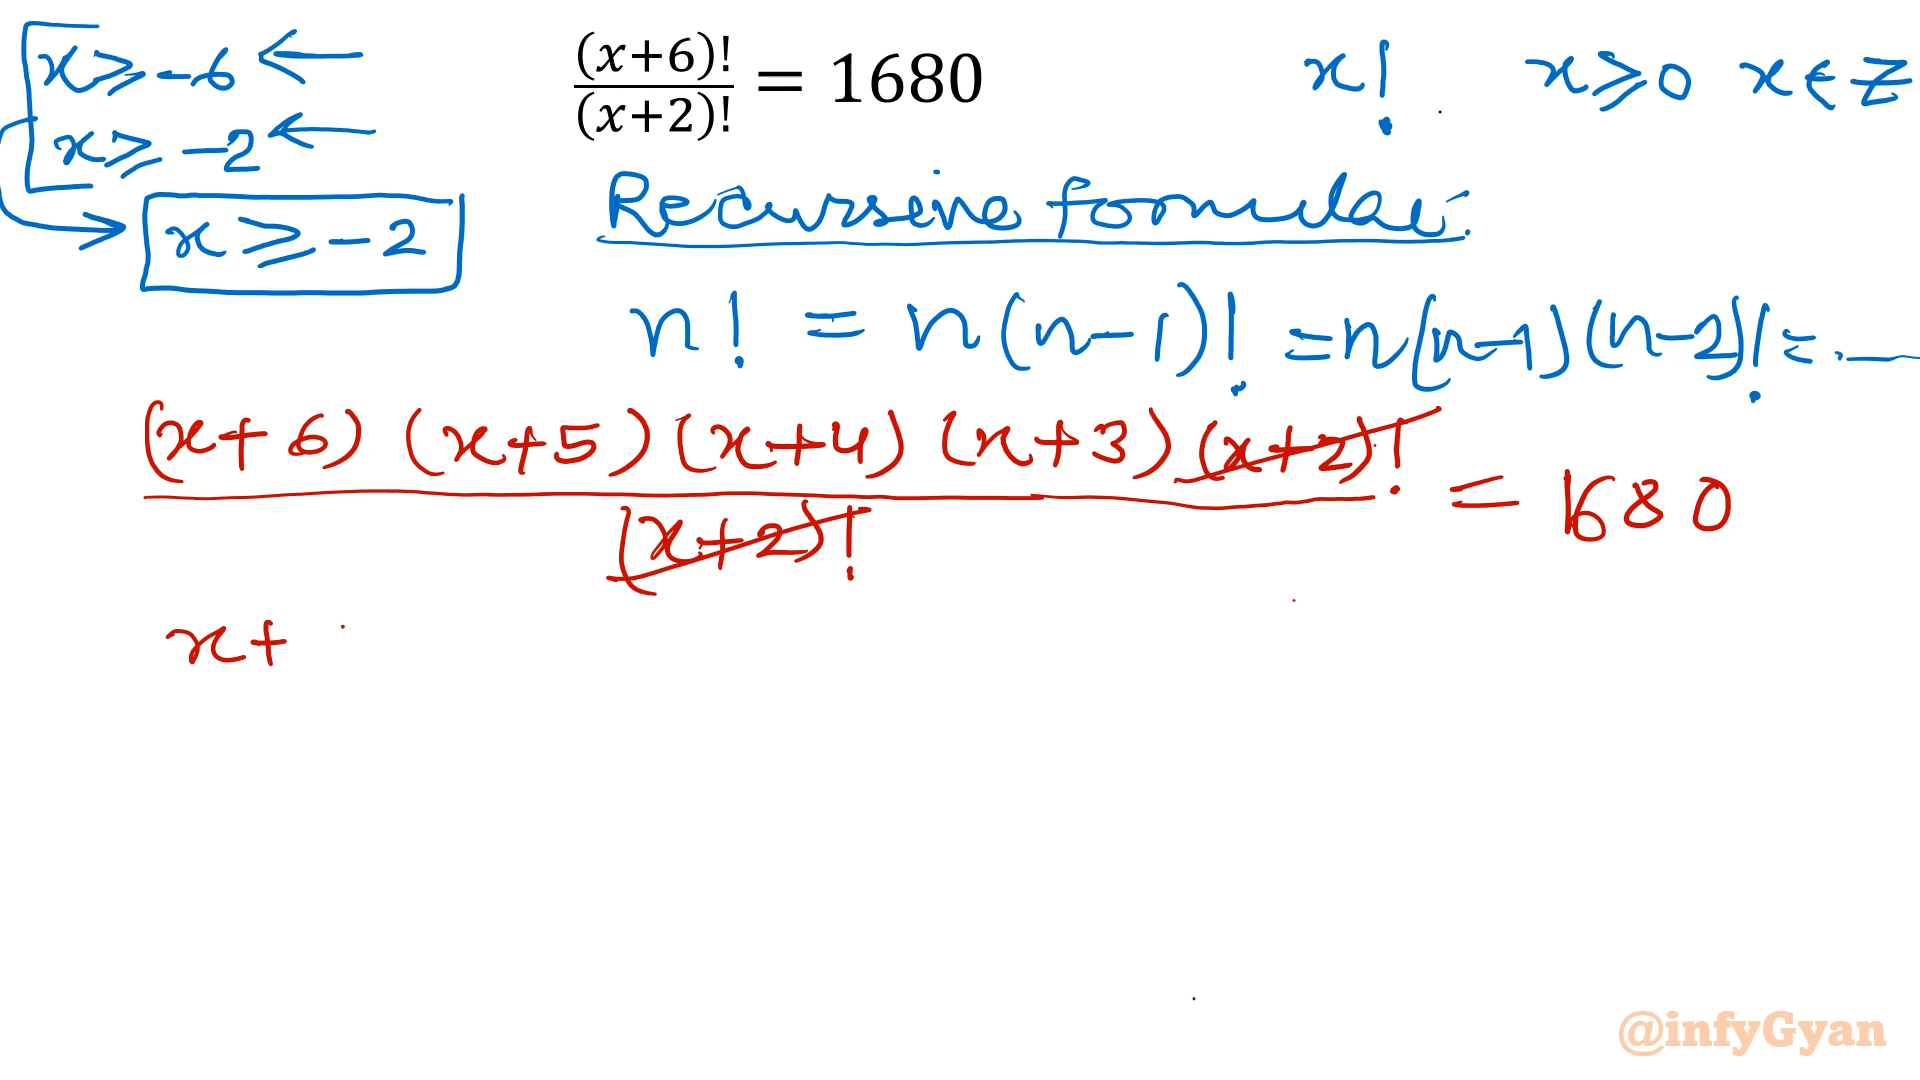 x ≥ -6 ←
x ≥ -2 ←
x ≥ -2
(x+6)!/(x+2)! = 1680
x! x ≥ 0 x ∈ Z
Recursive formulae:
n! = n(n-1)! = n(n-1)(n-2)! = ....
(x+6)(x+5)(x+4)(x+3)(x+2)!/(x+2)! = 1680
x+
@infyGyan